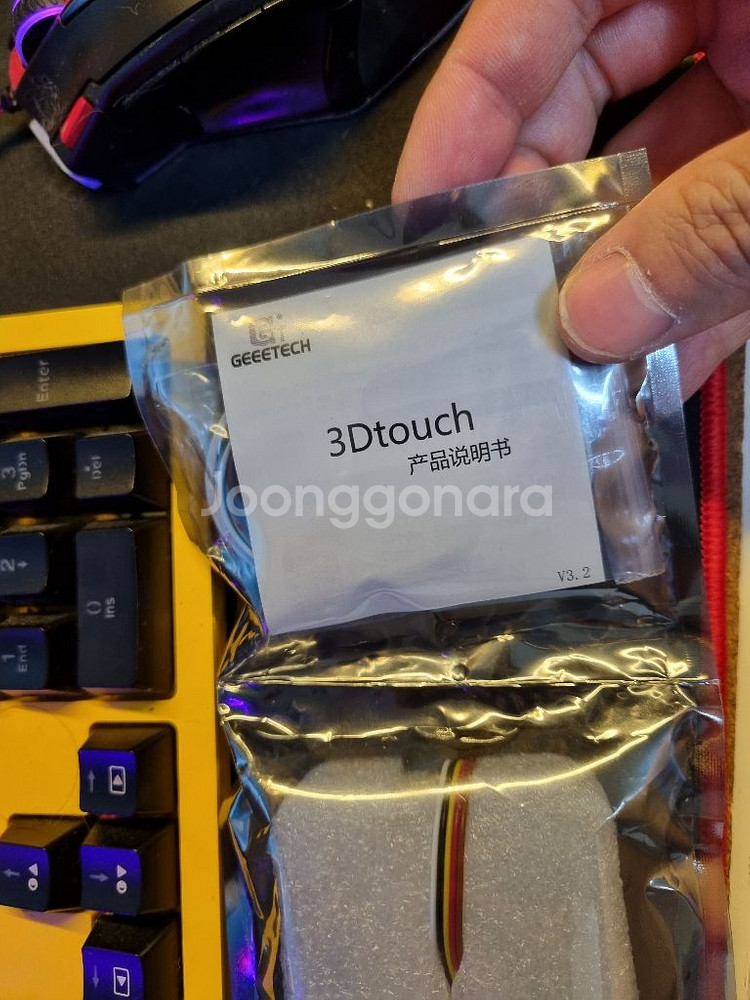 GEEETECH
3Dtouch
产品说明书
Joonggonara
V3.2
Enter
3
PgDn
.
Del
2
0
Ins
1
End